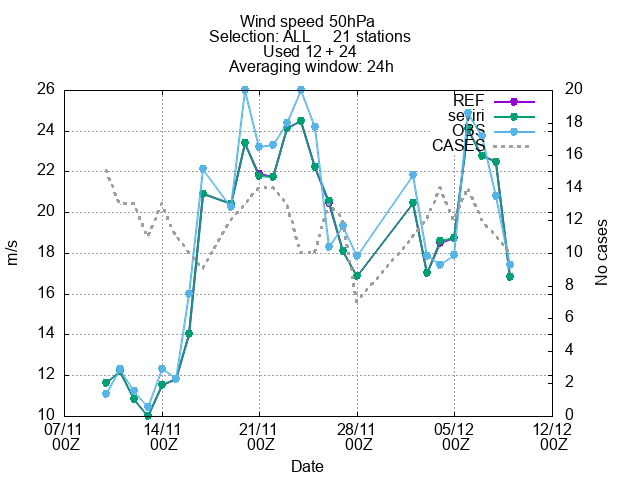 Wind speed 50hPa
Selection: ALL 21 stations
Used 12 + 24
Averaging window: 24h
REF
seviri
OBS
CASES
26
24
22
20
18
16
14
12
10
20
18
16
14
12
10
8
6
4
2
0
m/s
No cases
07/11 14/11 21/11 28/11 05/12 12/12
00Z 00Z 00Z 00Z 00Z 00Z
Date